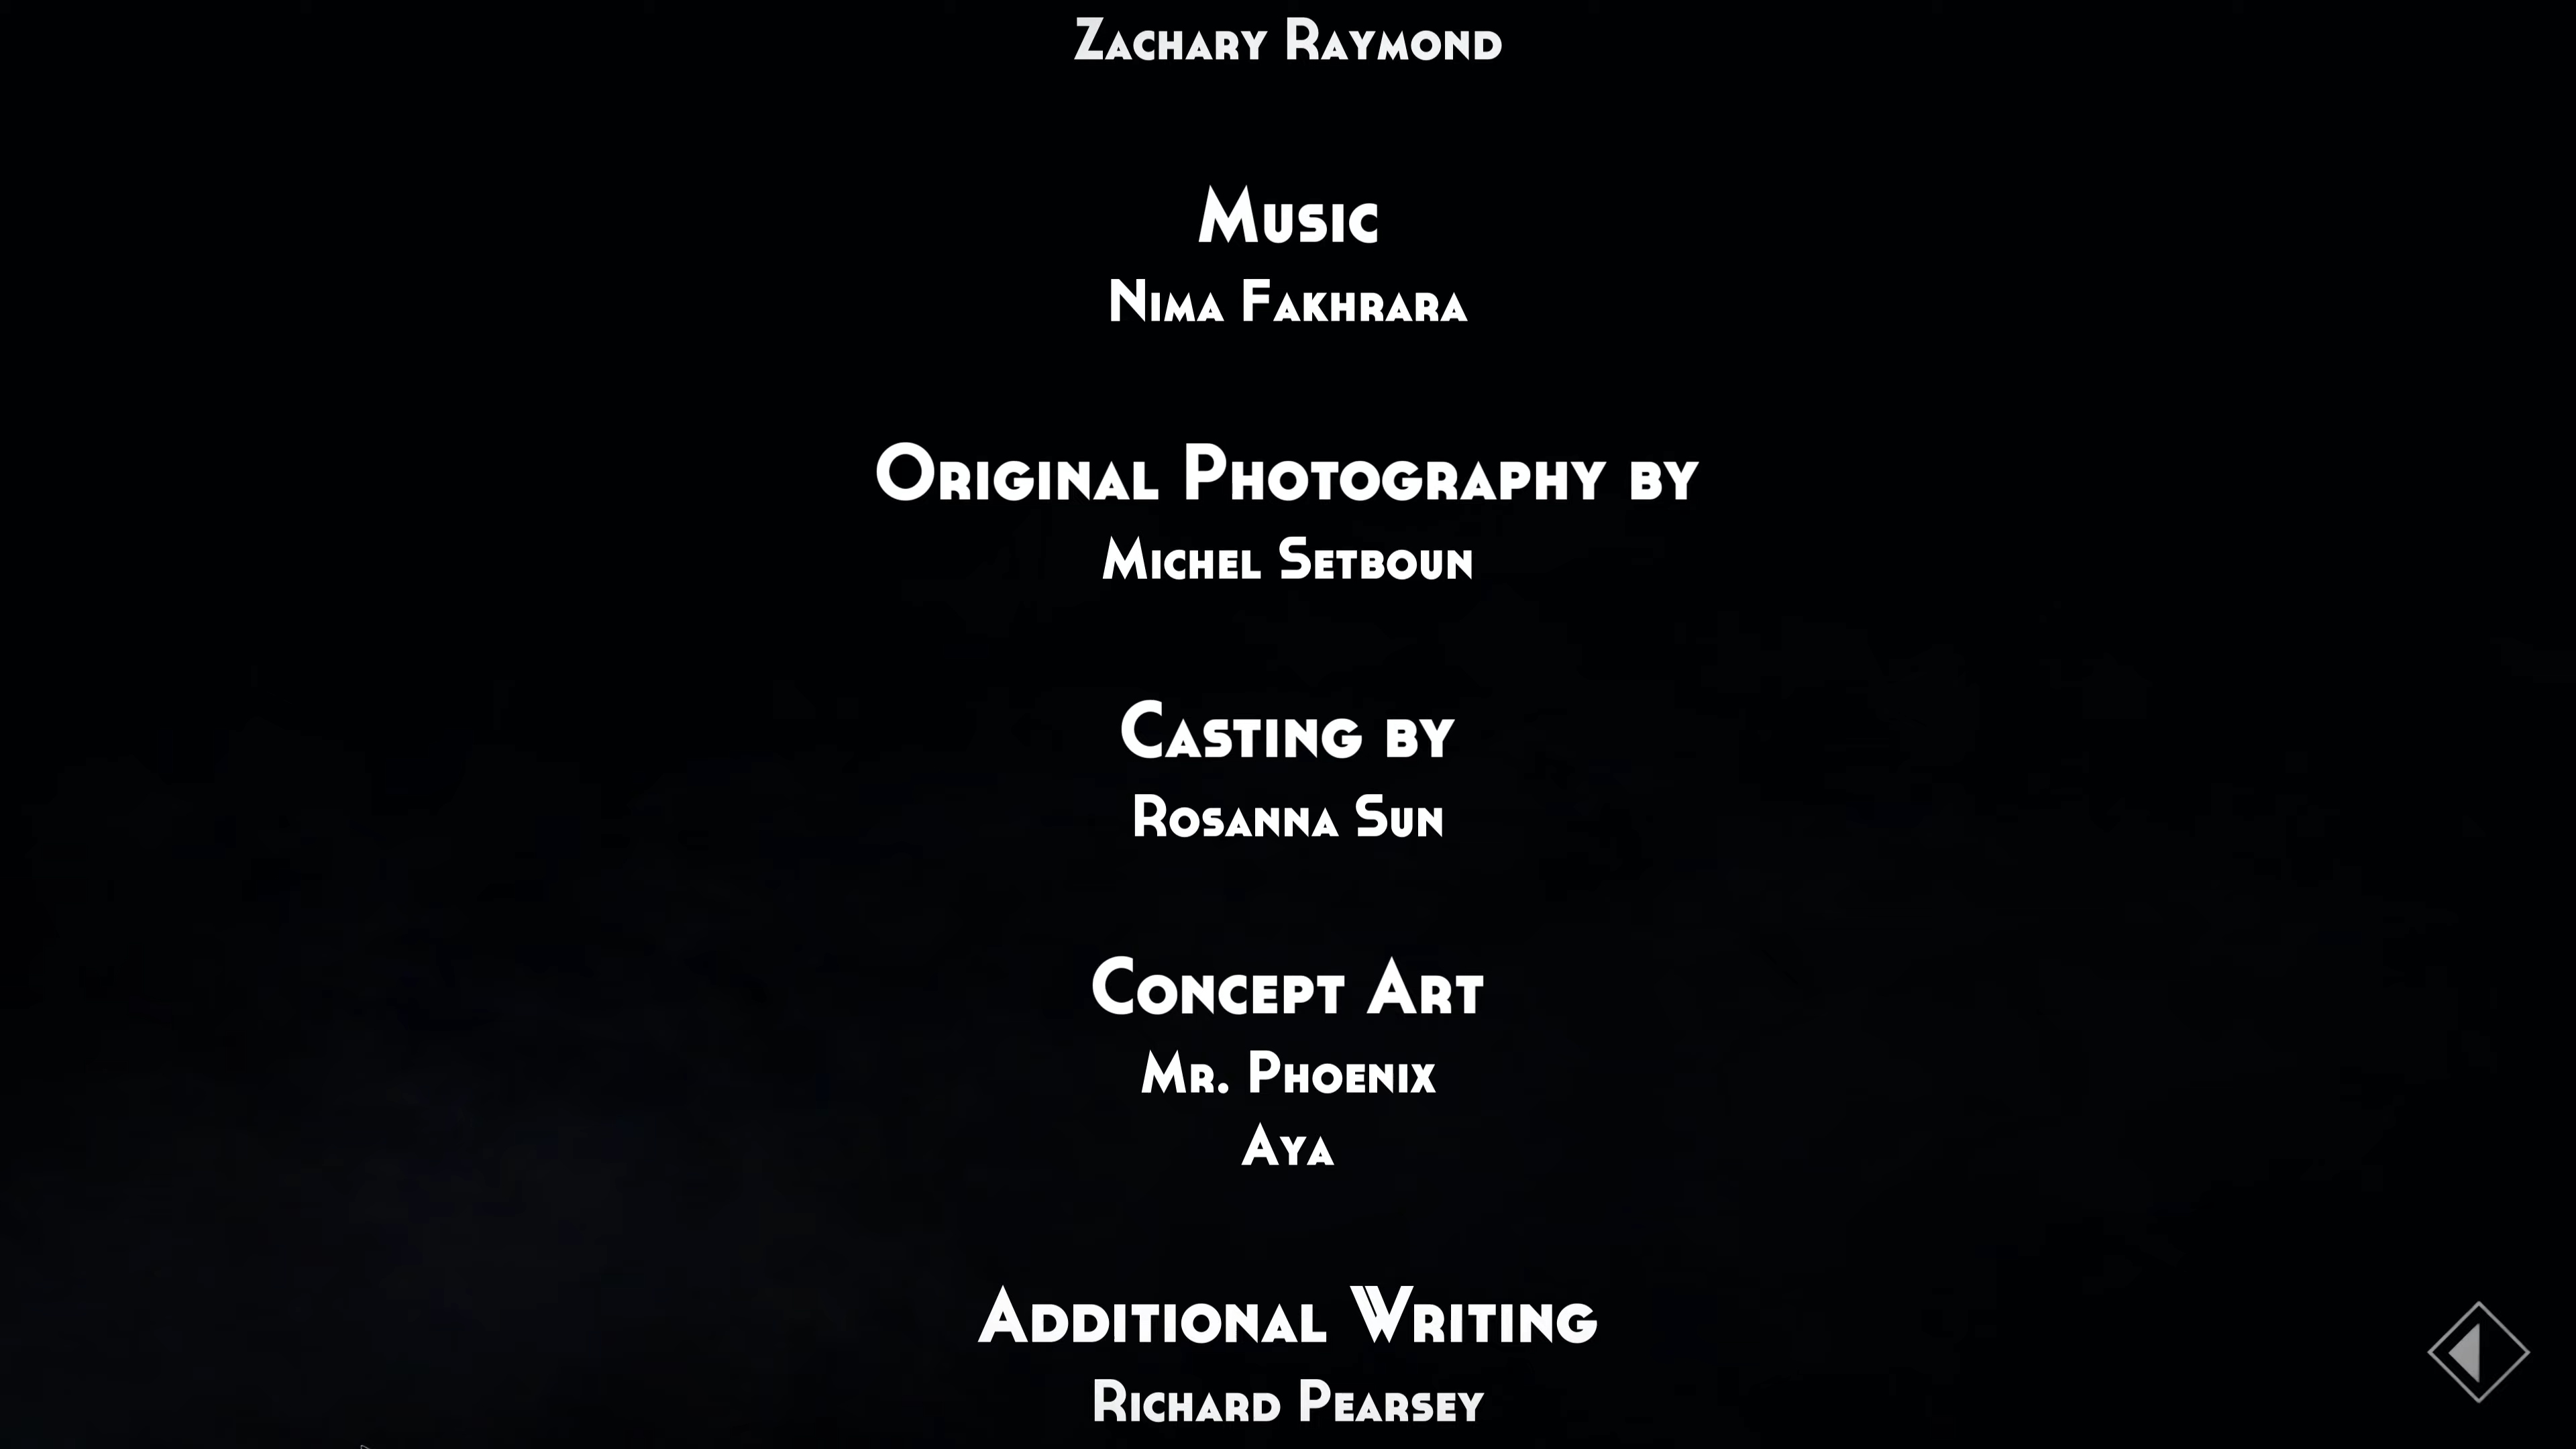 Zachary Raymond
Music
Nima Fakhrara
Original Photography by
Michel Setboun
Casting by
Rosanna Sun
Concept Art
Mr. Phoenix
Aya
Additional Writing
Richard Pearsey